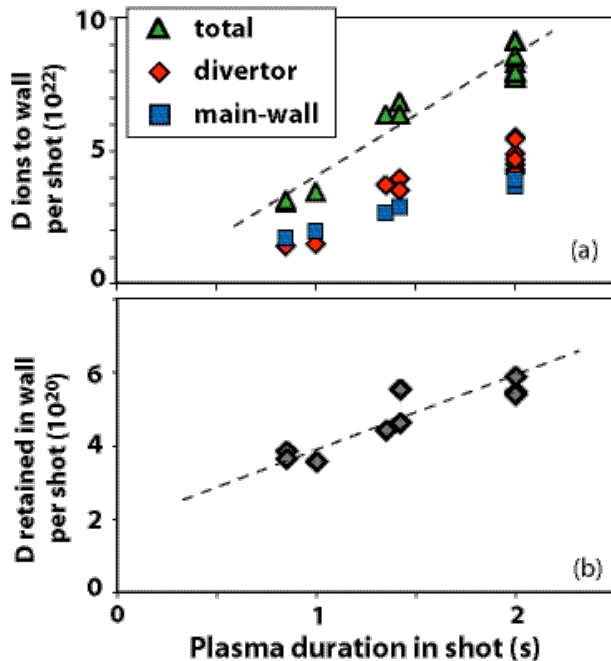 10
total
divertor
main-wall
5
0
D ions to wall
per shot (10²²)
(a)
6
4
2
0
D retained in wall
per shot (10²⁰)
(b)
0 1 2
Plasma duration in shot (s)